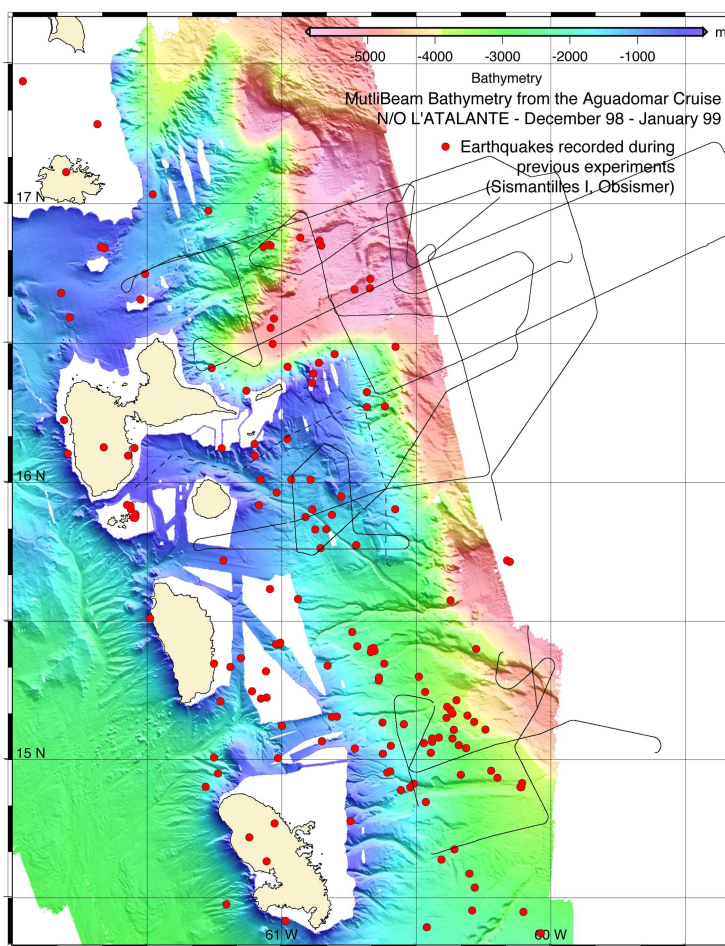 m
-5000 -4000 -3000 -2000 -1000
Bathymetry
MutliBeam Bathymetry from the Aguadomar Cruise
N/O L'ATALANTE - December 98 - January 99
Earthquakes recorded during
previous experiments
(Sismantilles I, Obsismer)
17 N
16 N
15 N
61 W
60 W